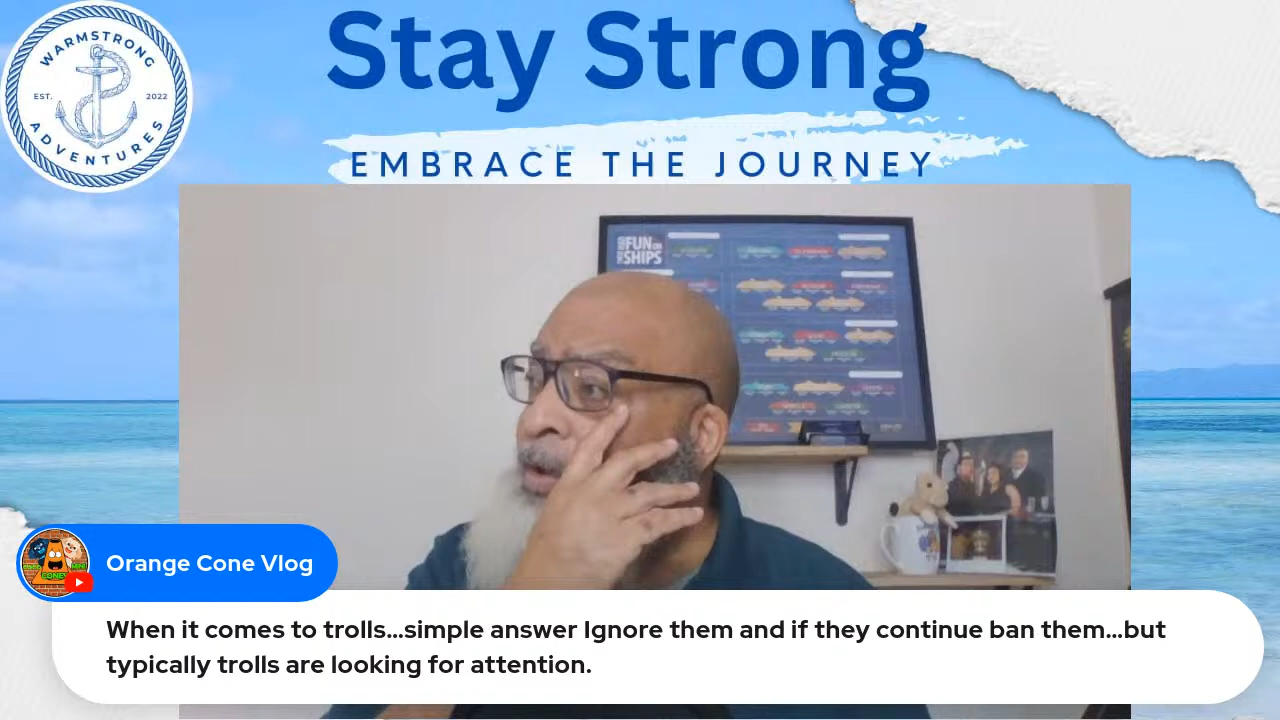 Stay Strong
WARMSTRONG
EST. 2022
ADVENTURES
EMBRACE THE JOURNEY
FUN
SHIPS
Orange Cone Vlog
When it comes to trolls...simple answer Ignore them and if they continue ban them...but
typically trolls are looking for attention.